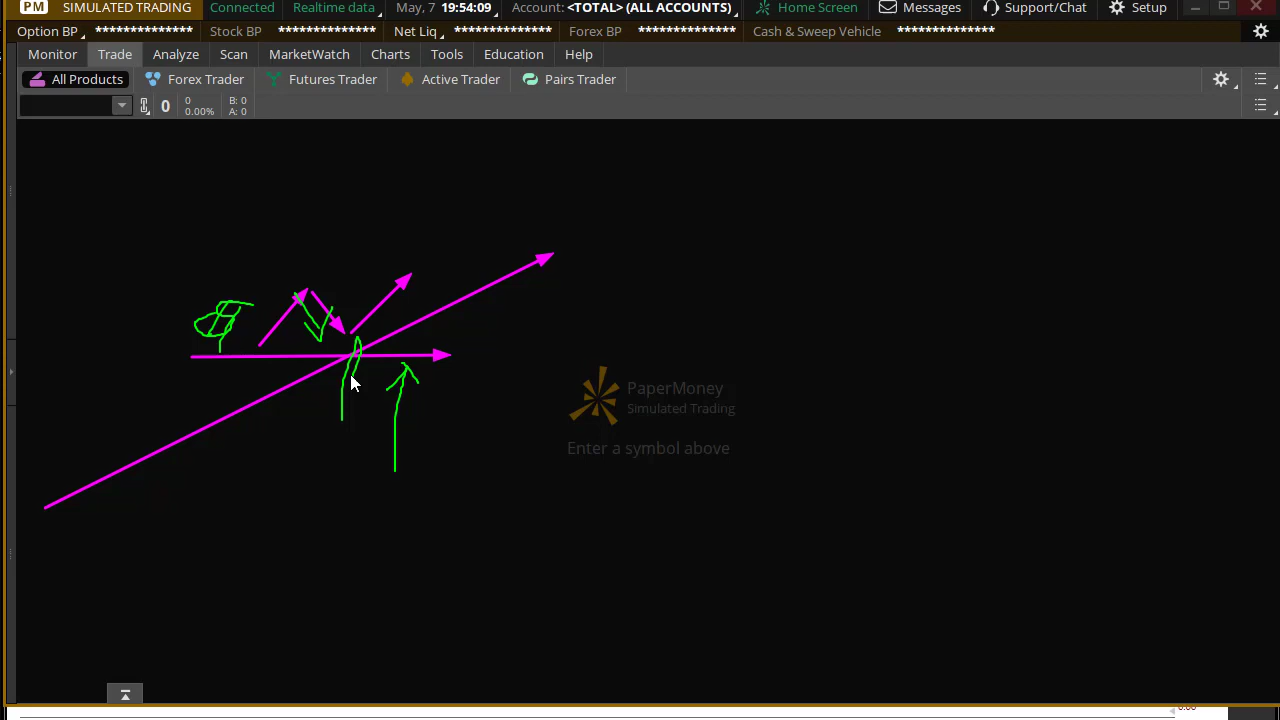 PM SIMULATED TRADING Connected Realtime data May, 7 19:54:09 Account: <TOTAL> (ALL ACCOUNTS) Home Screen Messages Support/Chat Setup
Option BP ************** Stock BP ************** Net Liq ************** Forex BP ************** Cash & Sweep Vehicle **************
Monitor Trade Analyze Scan MarketWatch Charts Tools Education Help
All Products Forex Trader Futures Trader Active Trader Pairs Trader
0 0 B: 0
0.00% A: 0
PaperMoney
Simulated Trading
Enter a symbol above
0.00